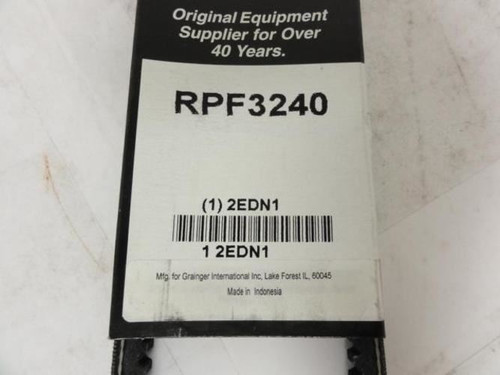 Original Equipment
Supplier for Over
40 Years.
RPF3240
(1) 2EDN1
1 2EDN1
Mfg. for Grainger International Inc, Lake Forest IL, 60045
Made in Indonesia